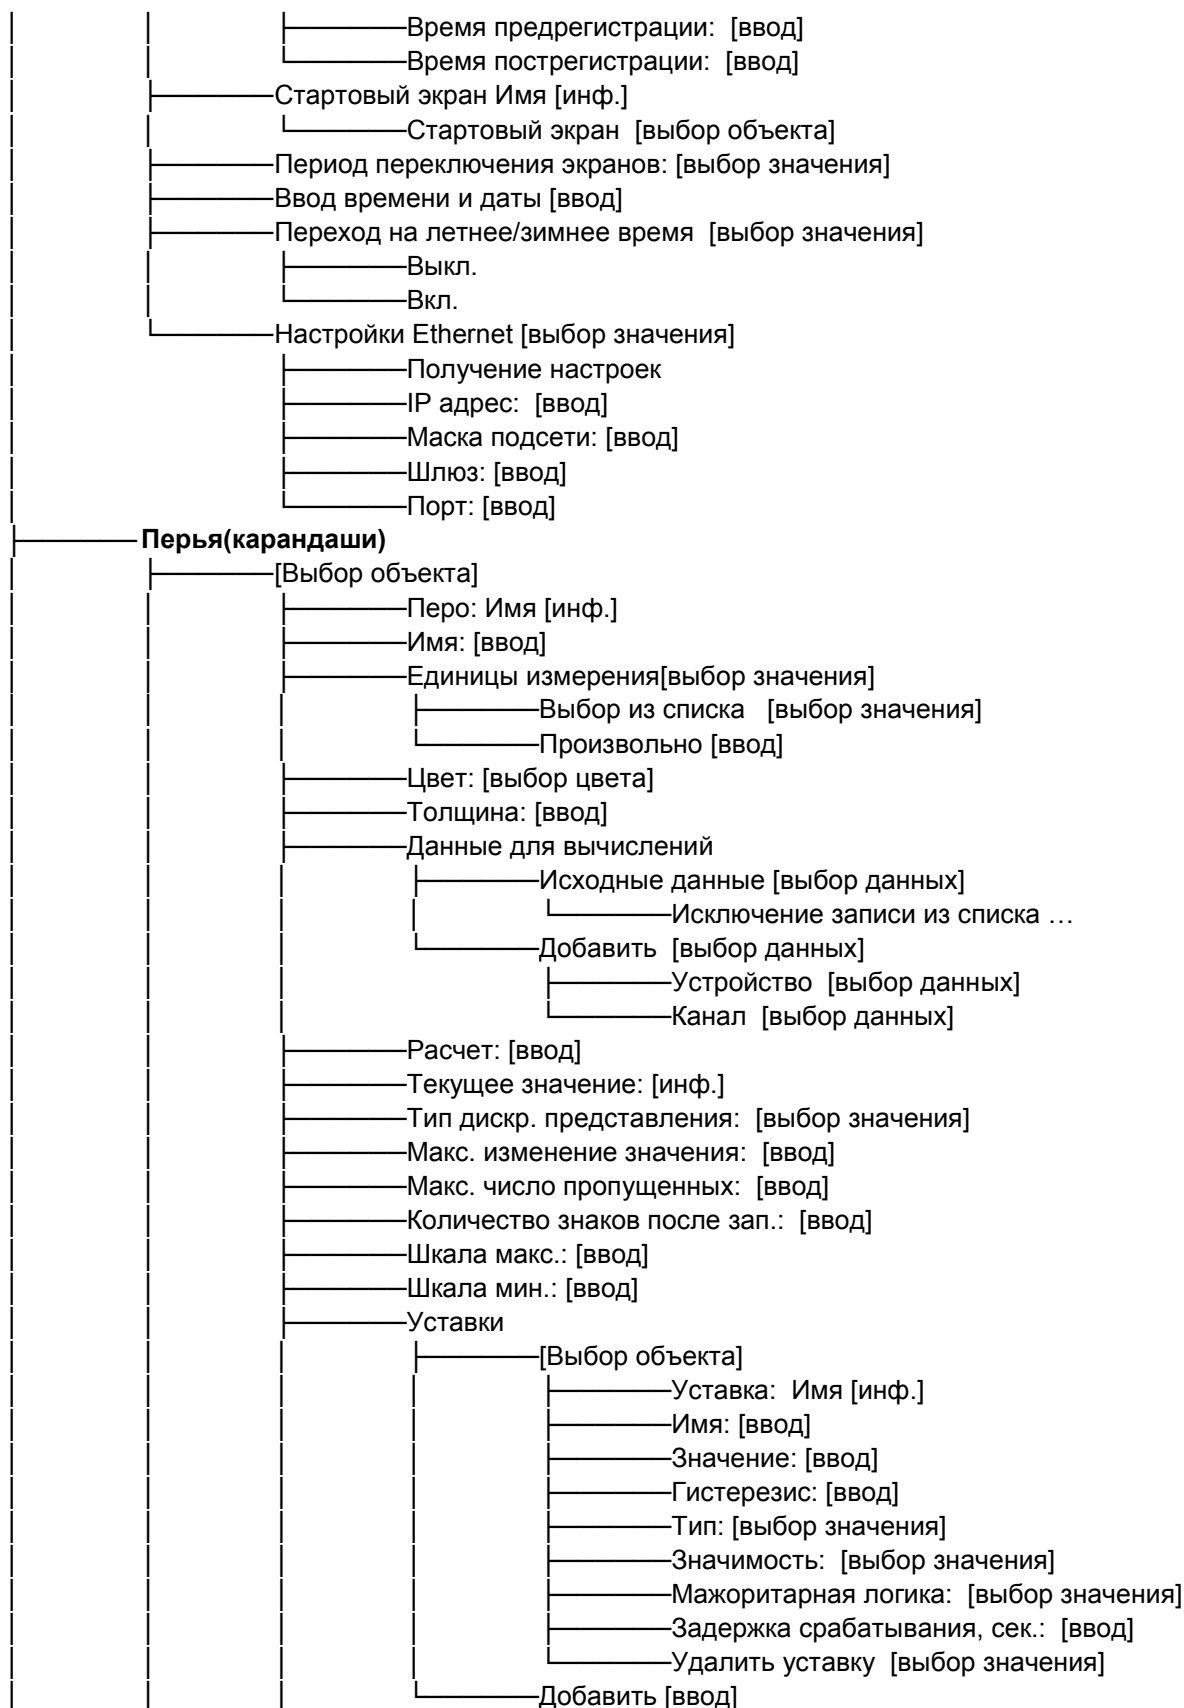 Время предрегистрации: [ввод]
Время пострегистрации: [ввод]
Стартовый экран Имя [инф.]
Стартовый экран [выбор объекта]
Период переключения экранов: [выбор значения]
Ввод времени и даты [ввод]
Переход на летнее/зимнее время [выбор значения]
Выкл.
Вкл.
Настройки Ethernet [выбор значения]
Получение настроек
IP адрес: [ввод]
Маска подсети: [ввод]
Шлюз: [ввод]
Порт: [ввод]
Перья(карандаши)
[Выбор объекта]
Перо: Имя [инф.]
Имя: [ввод]
Единицы измерения[выбор значения]
Выбор из списка [выбор значения]
Произвольно [ввод]
Цвет: [выбор цвета]
Толщина: [ввод]
Данные для вычислений
Исходные данные [выбор данных]
Исключение записи из списка …
Добавить [выбор данных]
Устройство [выбор данных]
Канал [выбор данных]
Расчет: [ввод]
Текущее значение: [инф.]
Тип дискр. представления: [выбор значения]
Макс. изменение значения: [ввод]
Макс. число пропущенных: [ввод]
Количество знаков после зап.: [ввод]
Шкала макс.: [ввод]
Шкала мин.: [ввод]
Уставки
[Выбор объекта]
Уставка: Имя [инф.]
Имя: [ввод]
Значение: [ввод]
Гистерезис: [ввод]
Тип: [выбор значения]
Значимость: [выбор значения]
Мажоритарная логика: [выбор значения]
Задержка срабатывания, сек.: [ввод]
Удалить уставку [выбор значения]
Добавить [ввод]